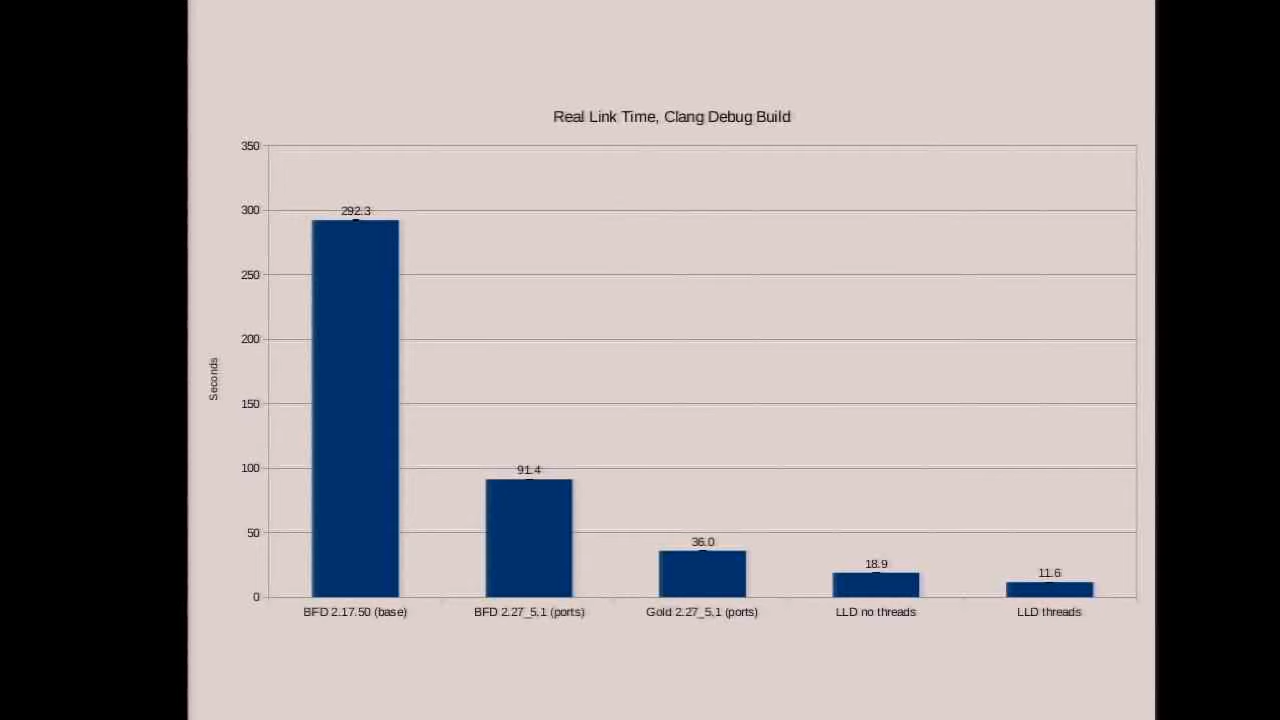 Real Link Time, Clang Debug Build
350
300
250
200
150
100
50
0
Seconds
292.3
91.4
36.0
18.9
11.6
BFD 2.17.50 (base)
BFD 2.27_5.1 (ports)
Gold 2.27_5.1 (ports)
LLD no threads
LLD threads